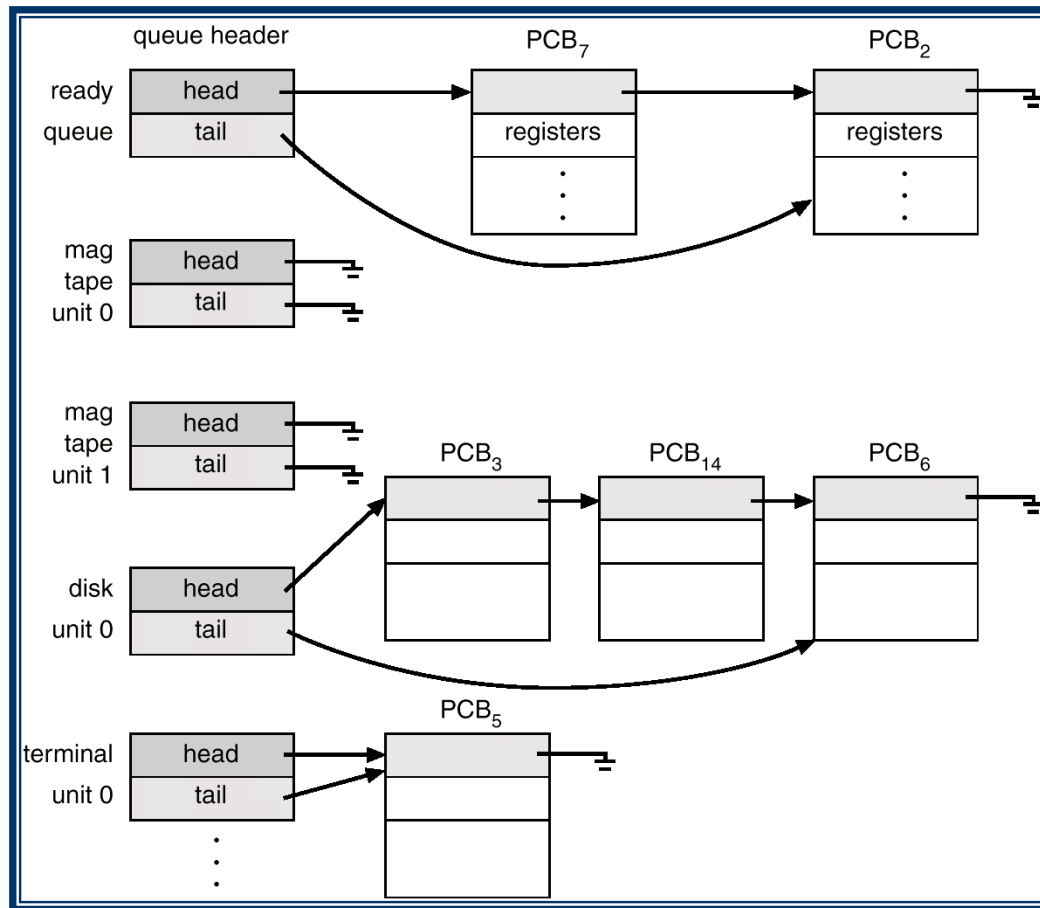 queue header
PCB7
PCB2
ready
queue
head
tail
registers
registers
mag
tape
unit 0
head
tail
mag
tape
unit 1
head
tail
PCB3
PCB14
PCB6
disk
unit 0
head
tail
PCB5
terminal
unit 0
head
tail